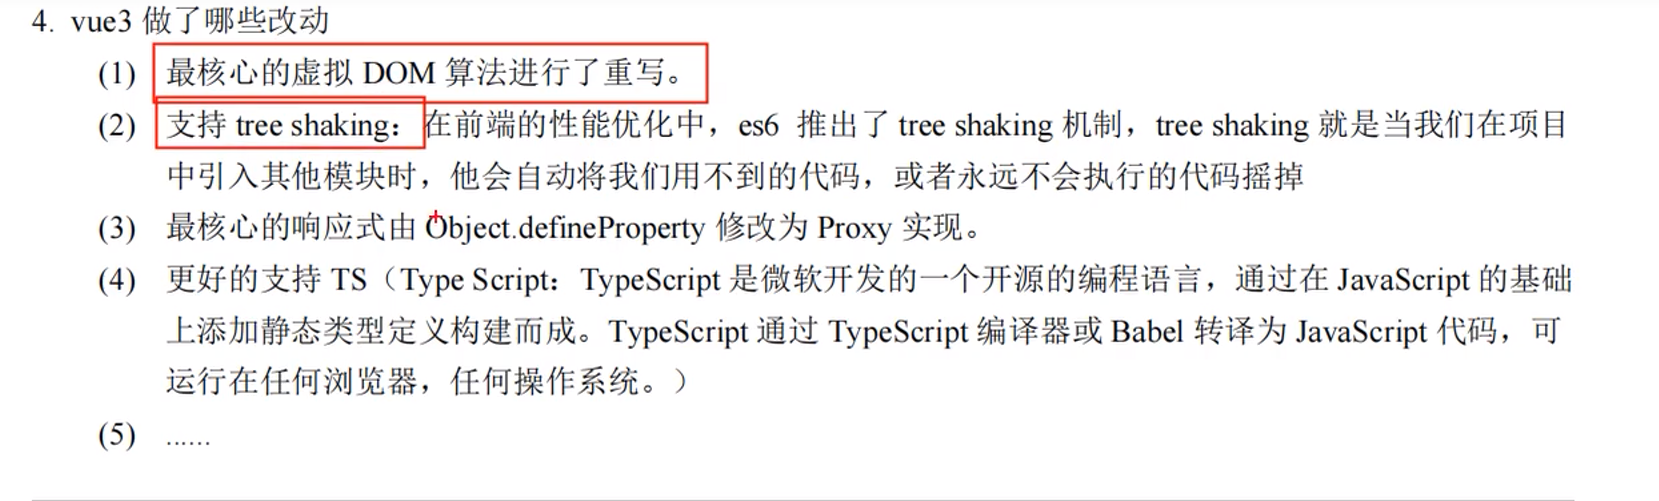 4. vue3 做了哪些改动
(1) 最核心的虚拟 DOM 算法进行了重写。
(2) 支持 tree shaking：在前端的性能优化中，es6 推出了 tree shaking 机制，tree shaking 就是当我们在项目
中引入其他模块时，他会自动将我们用不到的代码，或者永远不会执行的代码摇掉
(3) 最核心的响应式由 Object.defineProperty 修改为 Proxy 实现。
(4) 更好的支持 TS（Type Script：TypeScript 是微软开发的一个开源的编程语言，通过在 JavaScript 的基础
上添加静态类型定义构建而成。TypeScript 通过 TypeScript 编译器或 Babel 转译为 JavaScript 代码，可
运行在任何浏览器，任何操作系统。）
(5) ......